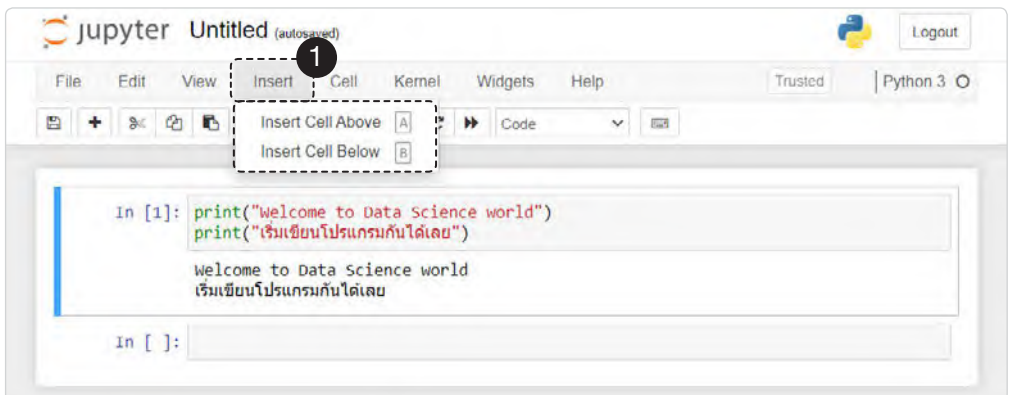 jupyter Untitled (autosaved) Logout
1
File Edit View Insert Cell Kernel Widgets Help Trusted Python 3
Insert Cell Above A Code
Insert Cell Below B
In [1]: print("Welcome to Data Science world")
print("เริ่มเขียนโปรแกรมกันได้เลย")
Welcome to Data Science world
เริ่มเขียนโปรแกรมกันได้เลย
In [ ]: